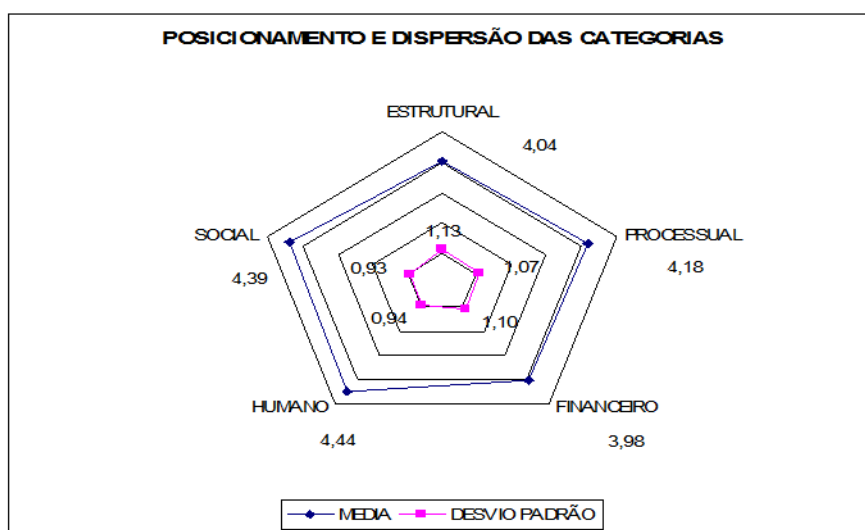 POSICIONAMENTO E DISPERSÃO DAS CATEGORIAS
ESTRUTURAL
4,04
SOCIAL
1,13
PROCESSUAL
4,39
0,93
1,07
4,18
0,94
1,10
HUMANO
FINANCEIRO
4,44
3,98
MEDIA
DESVIO PADRÃO